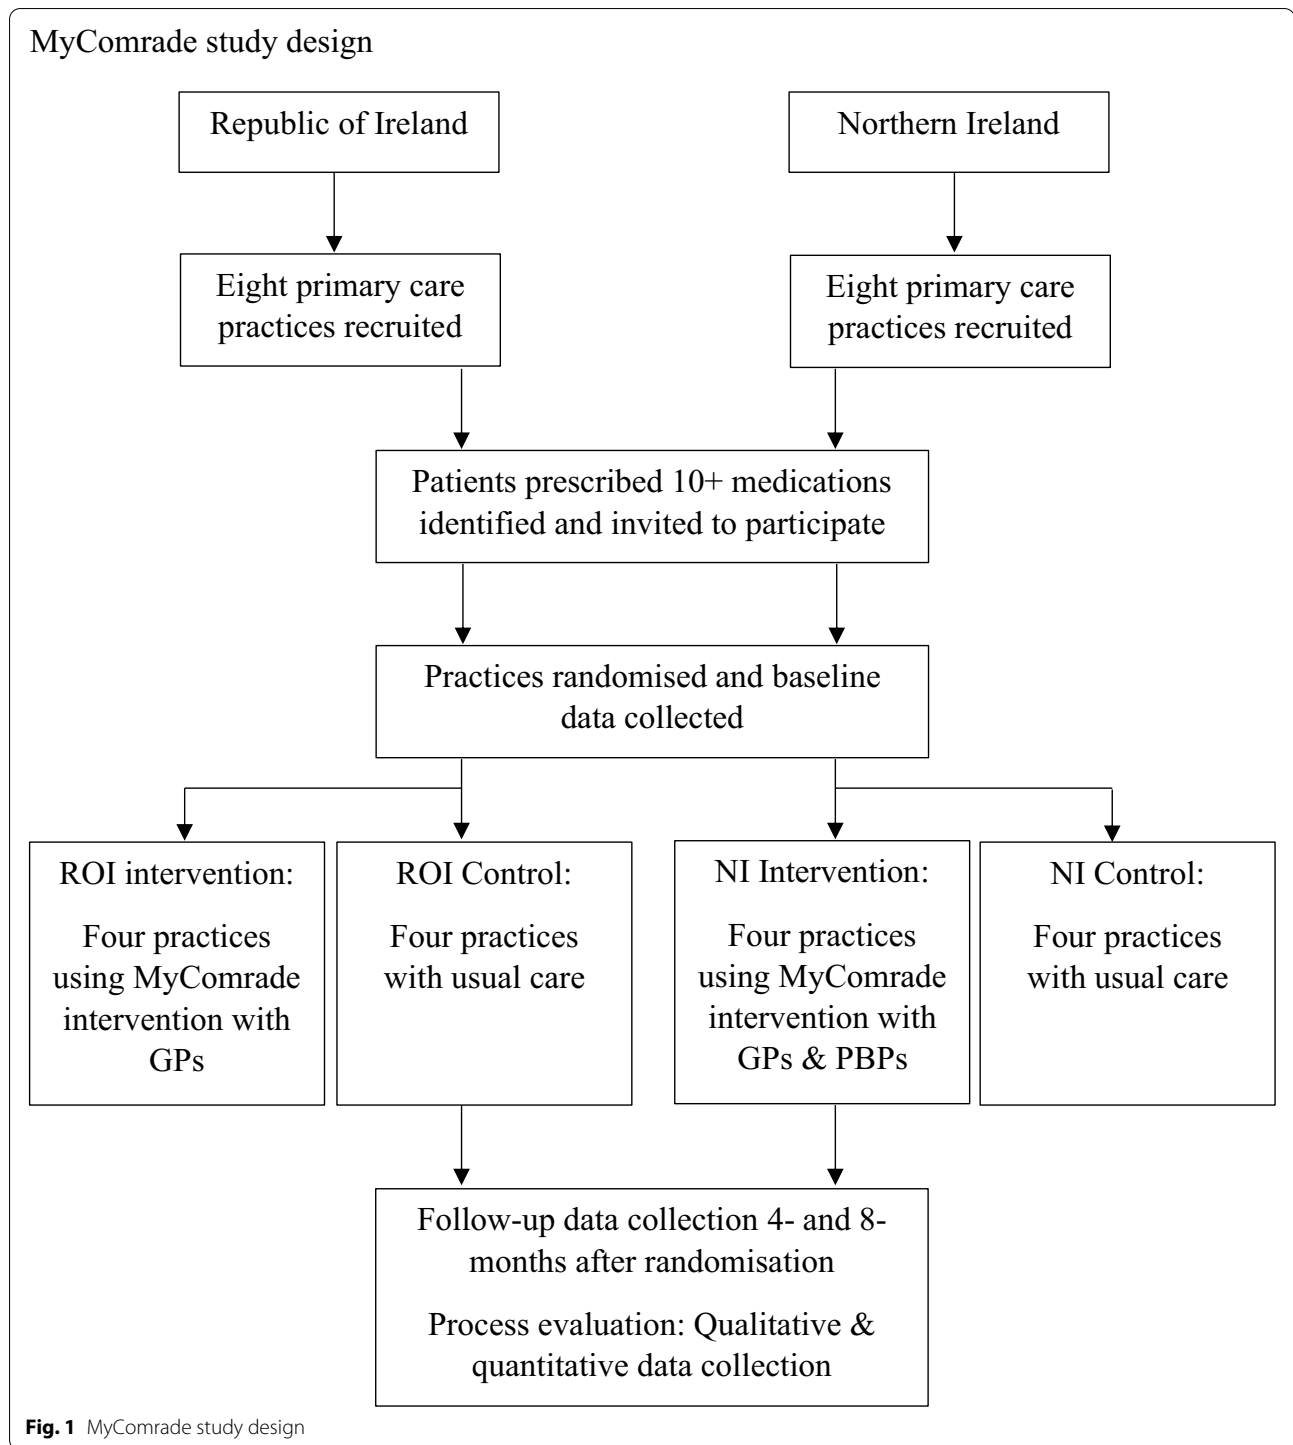 MyComrade study design
Republic of Ireland
Northern Ireland
Eight primary care
practices recruited
Eight primary care
practices recruited
Patients prescribed 10+ medications
identified and invited to participate
Practices randomised and baseline
data collected
ROI intervention:
Four practices
using MyComrade
intervention with
GPs
ROI Control:
Four practices
with usual care
NI Intervention:
Four practices
using MyComrade
intervention with
GPs & PBPs
NI Control:
Four practices
with usual care
Follow-up data collection 4- and 8-
months after randomisation
Process evaluation: Qualitative &
quantitative data collection
Fig. 1 MyComrade study design